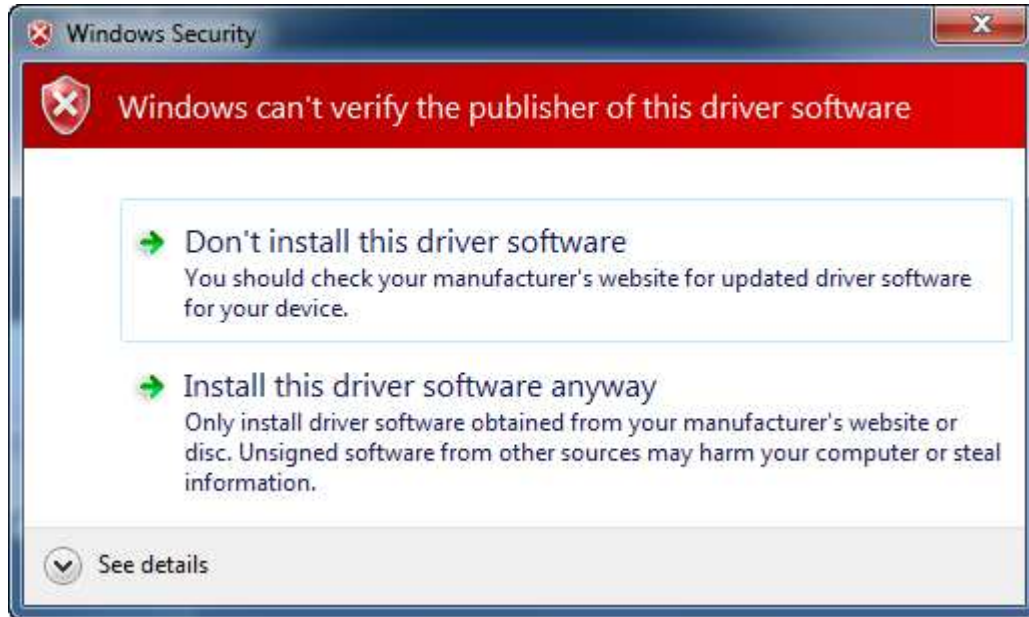 Windows Security
Windows can't verify the publisher of this driver software
Don't install this driver software
You should check your manufacturer's website for updated driver software
for your device.
Install this driver software anyway
Only install driver software obtained from your manufacturer's website or
disc. Unsigned software from other sources may harm your computer or steal
information.
See details